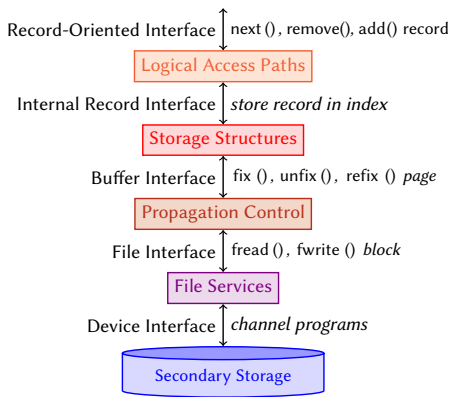 Record-Oriented Interface next(), remove(), add() record
Logical Access Paths
Internal Record Interface store record in index
Storage Structures
Buffer Interface fix (), unfix (), refix () page
Propagation Control
File Interface fread (), fwrite () block
File Services
Device Interface channel programs
Secondary Storage